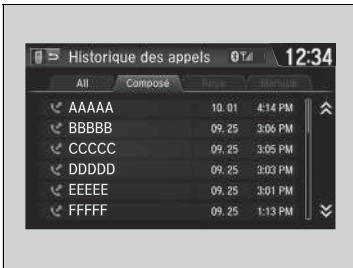 Historique des appels 12:34
All Composé Reçu Manqué
AAAAA 10. 01 4:14 PM
BBBBB 09. 25 3:06 PM
CCCCC 09. 25 3:05 PM
DDDDD 09. 25 3:03 PM
EEEEE 09. 25 3:01 PM
FFFFF 09. 25 1:13 PM